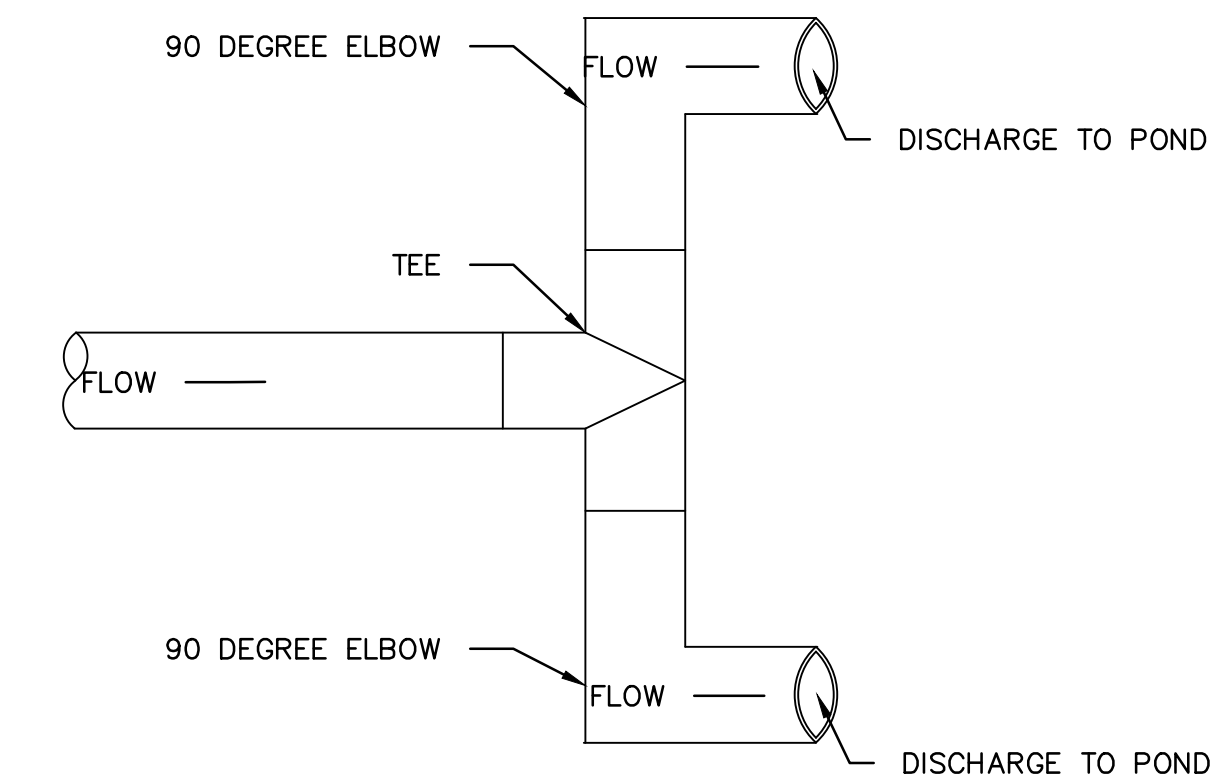 90 DEGREE ELBOW
FLOW
DISCHARGE TO POND
TEE
FLOW
90 DEGREE ELBOW
FLOW
DISCHARGE TO POND